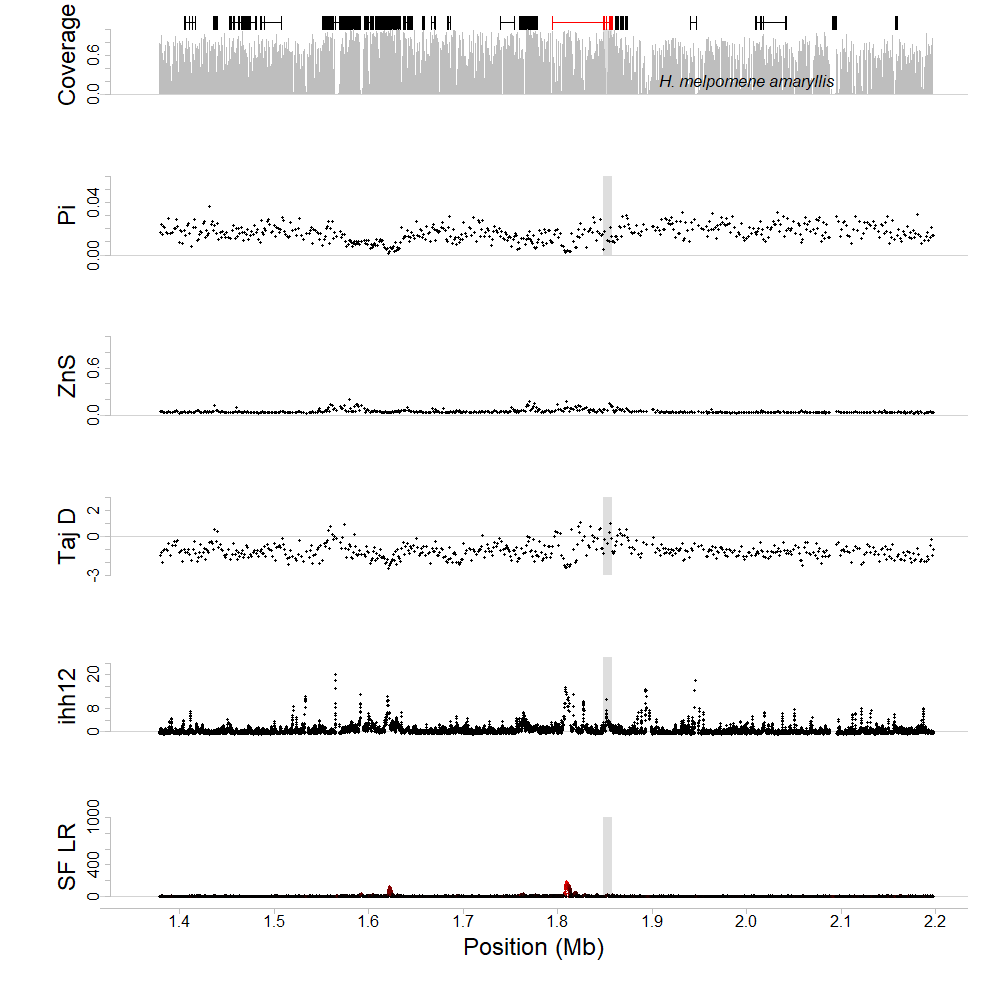 Coverage
0.6
0.0
H. melpomene amaryllis
Pi
0.04
0.00
ZnS
0.6
0.0
Taj D
2
0
-3
ihh12
20
8
0
SF LR
1000
400
0
1.4 1.5 1.6 1.7 1.8 1.9 2.0 2.1 2.2
Position (Mb)